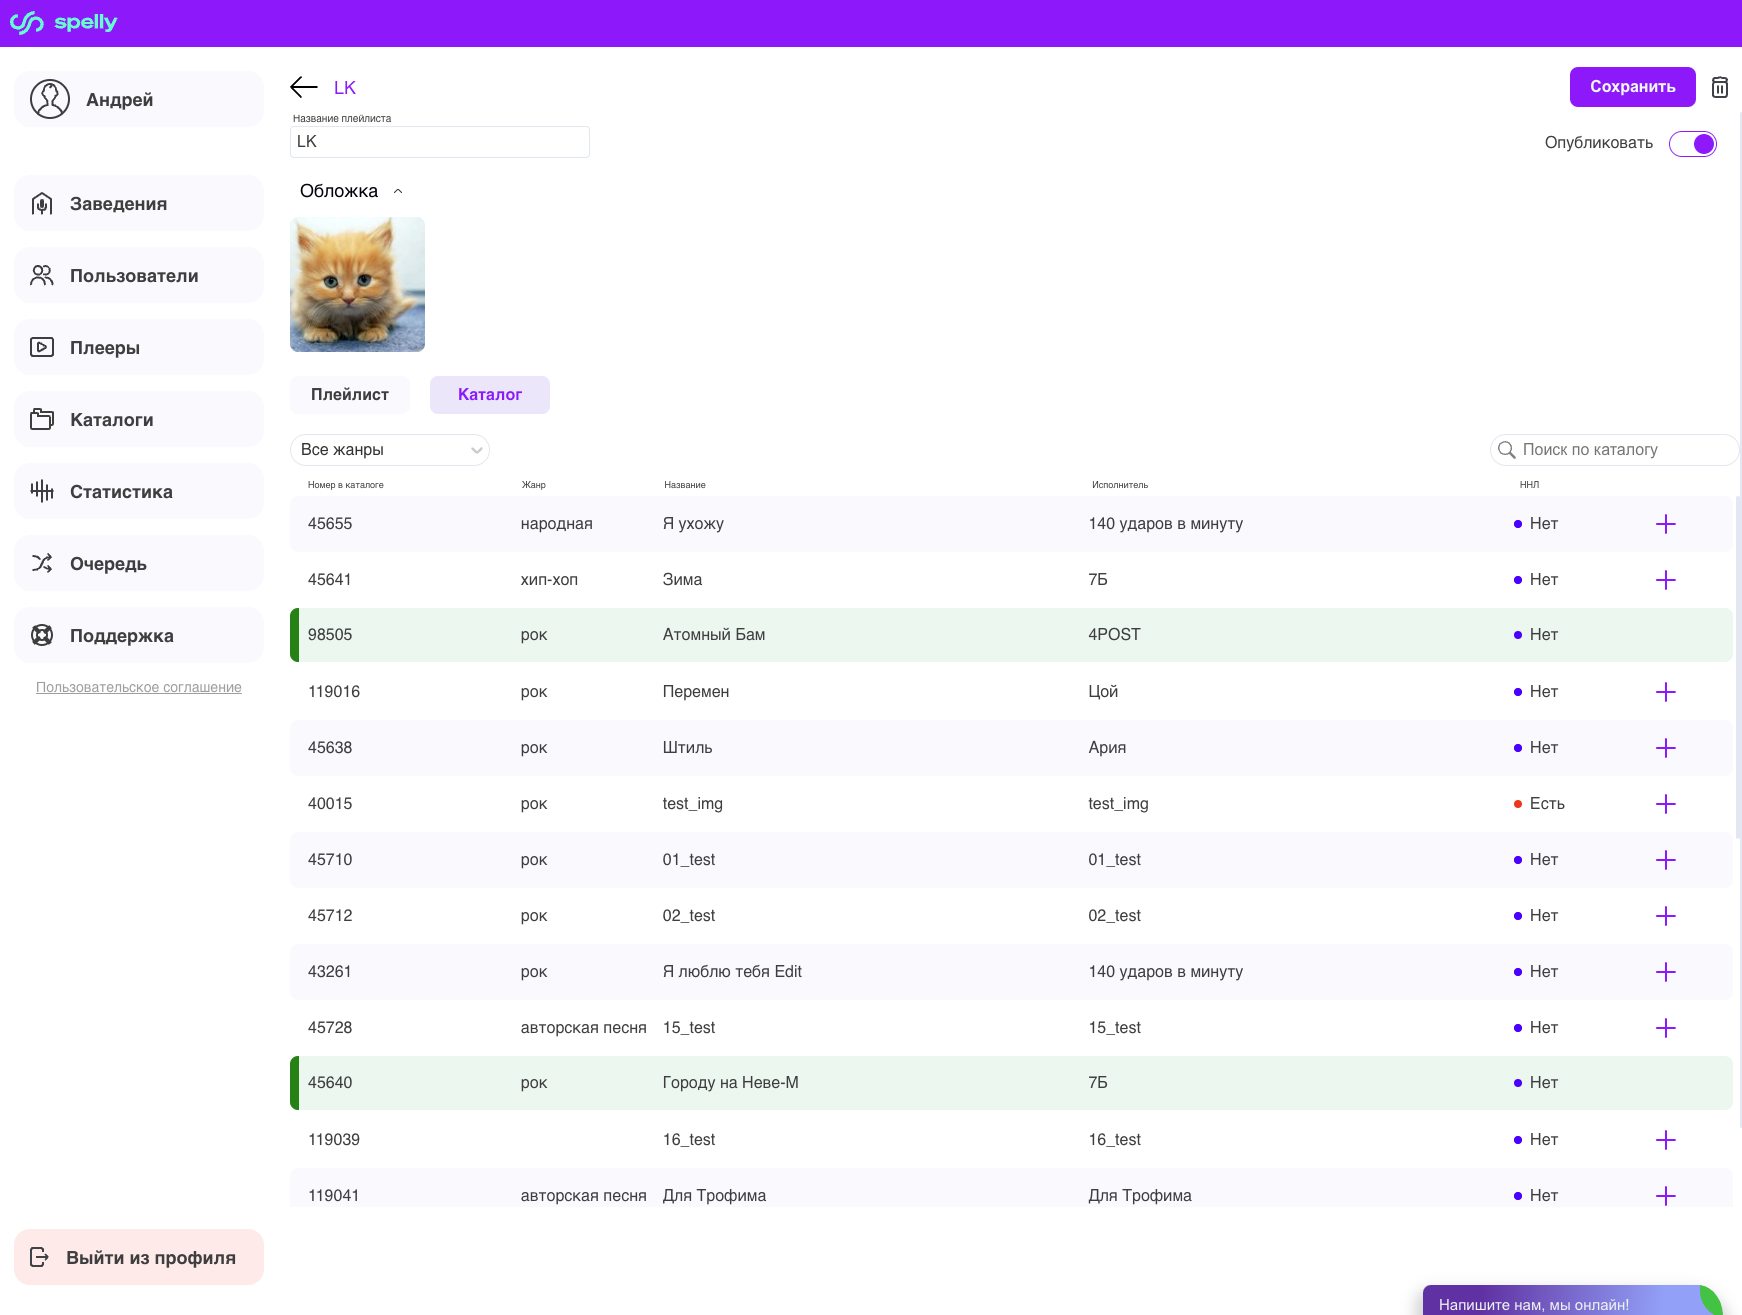 spelly
Андрей
Заведения
Пользователи
Плееры
Каталоги
Статистика
Очередь
Поддержка
Пользовательское соглашение
Выйти из профиля
LK
Сохранить
Название плейлиста
LK
Опубликовать
Обложка
Плейлист Каталог
Все жанры
Поиск по каталогу
Номер в каталоге Жанр Название Исполнитель ННЛ
45655 народная Я ухожу 140 ударов в минуту Нет
45641 хип-хоп Зима 7Б Нет
98505 рок Атомный Бам 4POST Нет
119016 рок Перемен Цой Нет
45638 рок Штиль Ария Нет
40015 рок test_img test_img Есть
45710 рок 01_test 01_test Нет
45712 рок 02_test 02_test Нет
43261 рок Я люблю тебя Edit 140 ударов в минуту Нет
45728 авторская песня 15_test 15_test Нет
45640 рок Городу на Неве-М 7Б Нет
119039 16_test 16_test Нет
119041 авторская песня Для Трофима Для Трофима Нет
Напишите нам, мы онлайн!